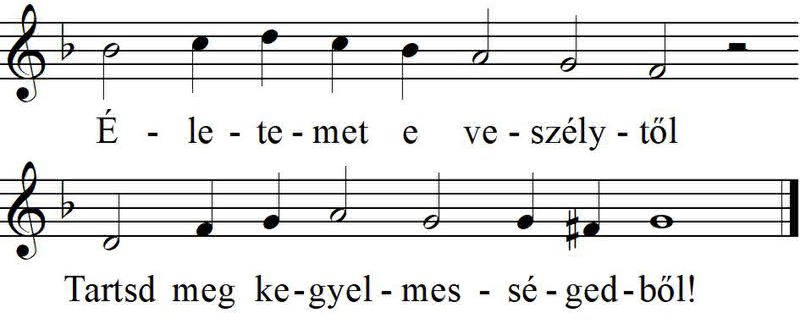 É - le - te - met e ve - szély - től
Tartsd meg ke - gyel - mes - sé - ged - ből!